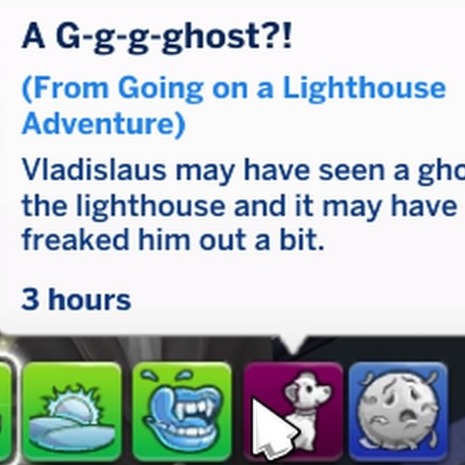 A G-g-g-ghost?!
(From Going on a Lighthouse
Adventure)
Vladislaus may have seen a gho
the lighthouse and it may have
freaked him out a bit.
3 hours